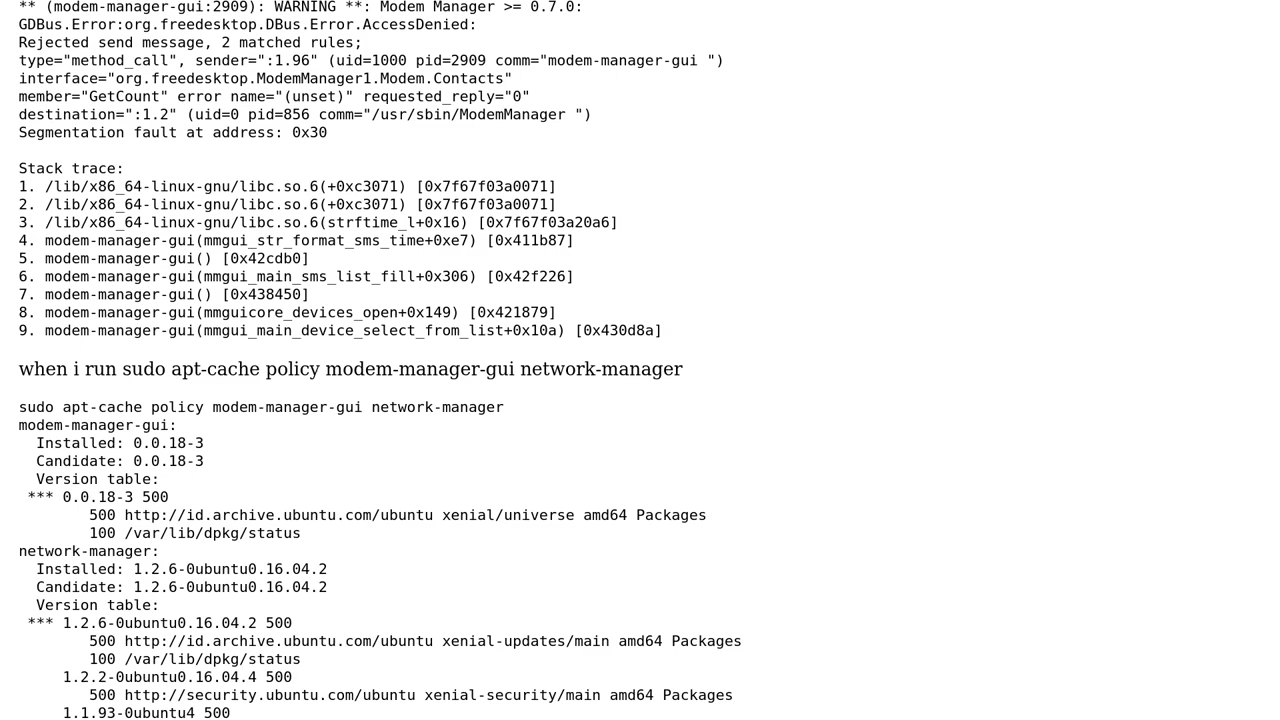 ** (modem-manager-gui:2909): WARNING **: Modem Manager >= 0.7.0:
GDBus.Error:org.freedesktop.DBus.Error.AccessDenied:
Rejected send message, 2 matched rules;
type="method_call", sender=":1.96" (uid=1000 pid=2909 comm="modem-manager-gui ")
interface="org.freedesktop.ModemManager1.Modem.Contacts"
member="GetCount" error name="(unset)" requested_reply="0"
destination=":1.2" (uid=0 pid=856 comm="/usr/sbin/ModemManager ")
Segmentation fault at address: 0x30

Stack trace:
1. /lib/x86_64-linux-gnu/libc.so.6(+0xc3071) [0x7f67f03a0071]
2. /lib/x86_64-linux-gnu/libc.so.6(+0xc3071) [0x7f67f03a0071]
3. /lib/x86_64-linux-gnu/libc.so.6(strftime_l+0x16) [0x7f67f03a20a6]
4. modem-manager-gui(mmgui_str_format_sms_time+0xe7) [0x411b87]
5. modem-manager-gui() [0x42cdb0]
6. modem-manager-gui(mmgui_main_sms_list_fill+0x306) [0x42f226]
7. modem-manager-gui() [0x438450]
8. modem-manager-gui(mmguicore_devices_open+0x149) [0x421879]
9. modem-manager-gui(mmgui_main_device_select_from_list+0x10a) [0x430d8a]

when i run sudo apt-cache policy modem-manager-gui network-manager

sudo apt-cache policy modem-manager-gui network-manager
modem-manager-gui:
  Installed: 0.0.18-3
  Candidate: 0.0.18-3
  Version table:
 *** 0.0.18-3 500
        500 http://id.archive.ubuntu.com/ubuntu xenial/universe amd64 Packages
        100 /var/lib/dpkg/status
network-manager:
  Installed: 1.2.6-0ubuntu0.16.04.2
  Candidate: 1.2.6-0ubuntu0.16.04.2
  Version table:
 *** 1.2.6-0ubuntu0.16.04.2 500
        500 http://id.archive.ubuntu.com/ubuntu xenial-updates/main amd64 Packages
        100 /var/lib/dpkg/status
     1.2.2-0ubuntu0.16.04.4 500
        500 http://security.ubuntu.com/ubuntu xenial-security/main amd64 Packages
     1.1.93-0ubuntu4 500